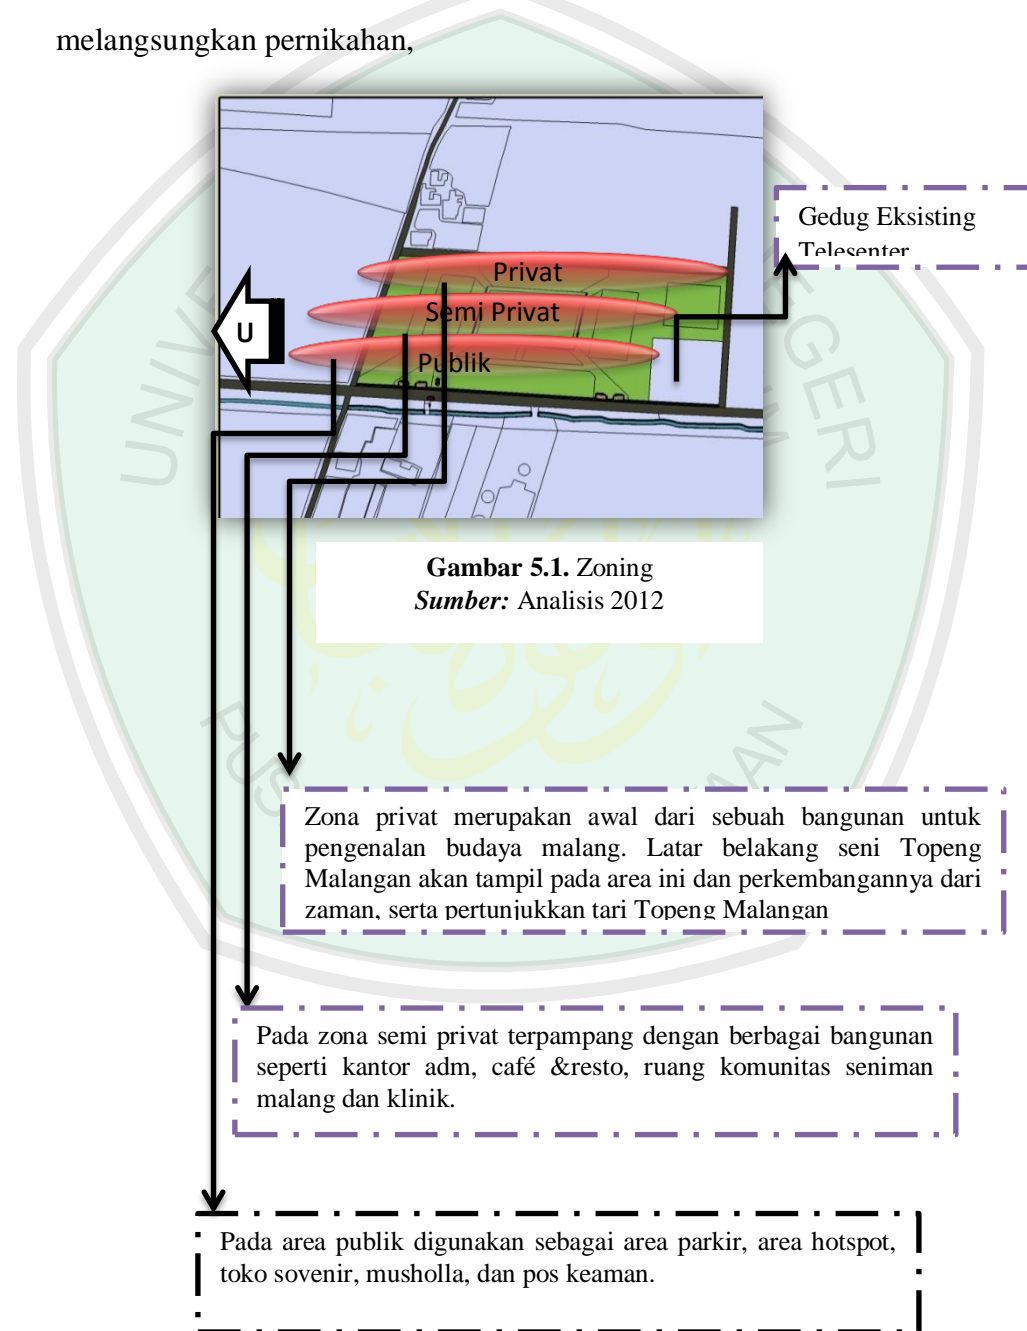 melangsungkan pernikahan,
Gedug Eksisting
Telesenter
Privat
Semi Privat
Publik
U
Gambar 5.1. Zoning
Sumber: Analisis 2012
Zona privat merupakan awal dari sebuah bangunan untuk
pengenalan budaya malang. Latar belakang seni Topeng
Malangan akan tampil pada area ini dan perkembangannya dari
zaman, serta pertunjukkan tari Topeng Malangan
Pada zona semi privat terpampang dengan berbagai bangunan
seperti kantor adm, café &resto, ruang komunitas seniman
malang dan klinik.
Pada area publik digunakan sebagai area parkir, area hotspot,
toko sovenir, musholla, dan pos keaman.